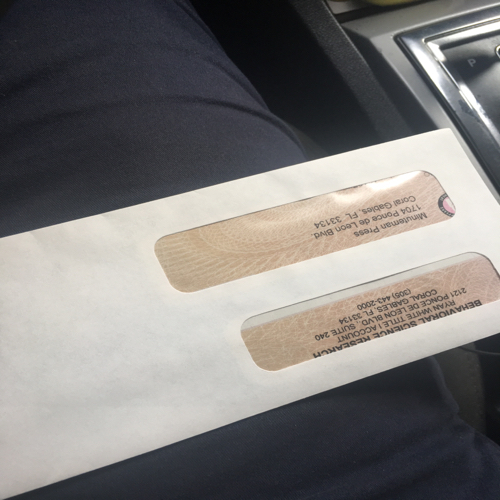 BEHAVIORAL SCIENCE RESEARCH
RYAN WHITE TITLE I ACCOUNT
2121 PONCE DE LEON BLVD., SUITE 240
CORAL GABLES, FL 33134
(305) 443-2000
Minuteman Press
1704 Ponce de Leon Blvd.
Coral Gables, FL 33134
P